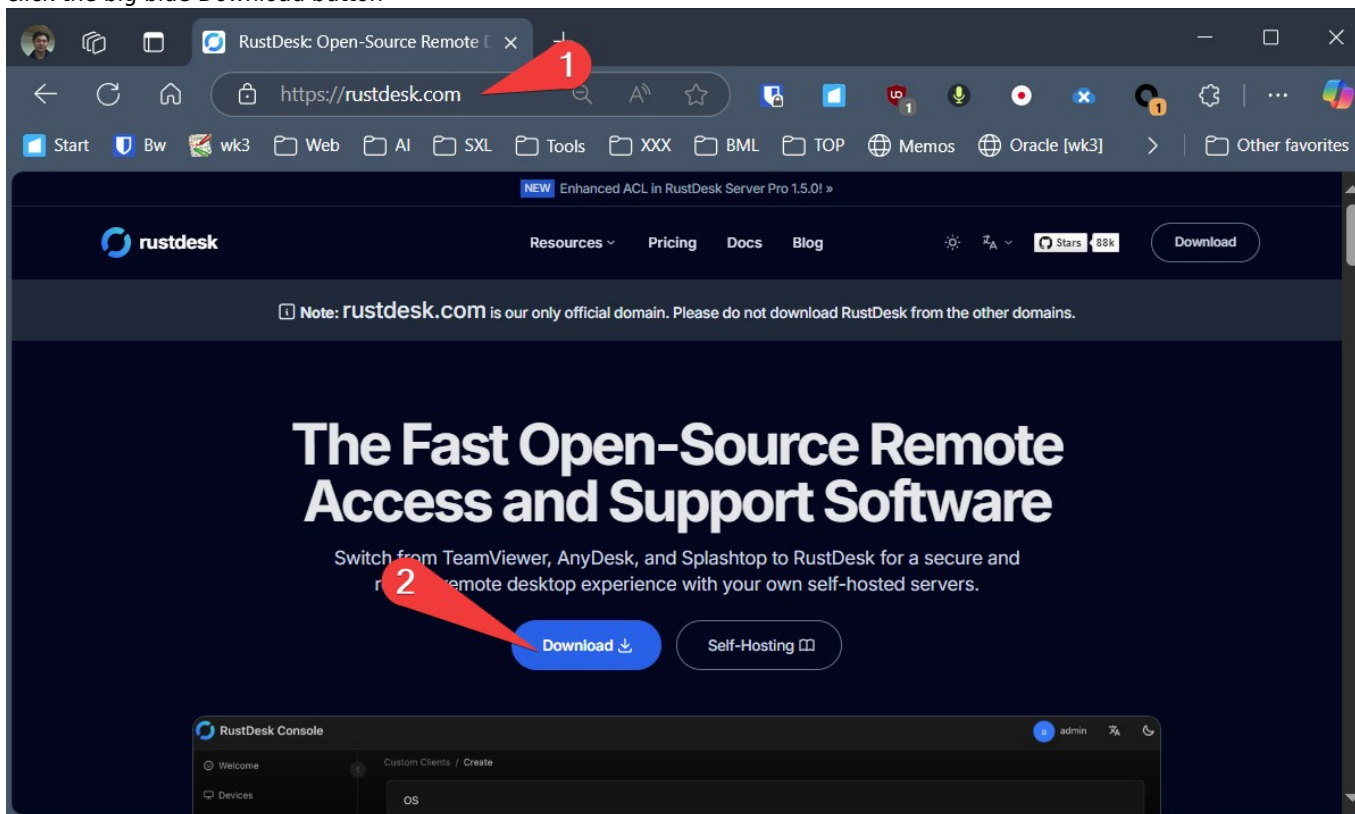 RustDesk: Open-Source Remote D
1
https://rustdesk.com
1
1
Start Bw wk3 Web AI SXL Tools XXX BML TOP Memos Oracle [wk3] Other favorites
NEW Enhanced ACL in RustDesk Server Pro 1.5.0! »
rustdesk Resources Pricing Docs Blog Stars 88k Download
Note: rustdesk.com is our only official domain. Please do not download RustDesk from the other domains.
The Fast Open-Source Remote
Access and Support Software
Switch from TeamViewer, AnyDesk, and Splashtop to RustDesk for a secure and
2 remote desktop experience with your own self-hosted servers.
Download Self-Hosting
RustDesk Console admin
Welcome Custom Clients / Create
Devices
OS